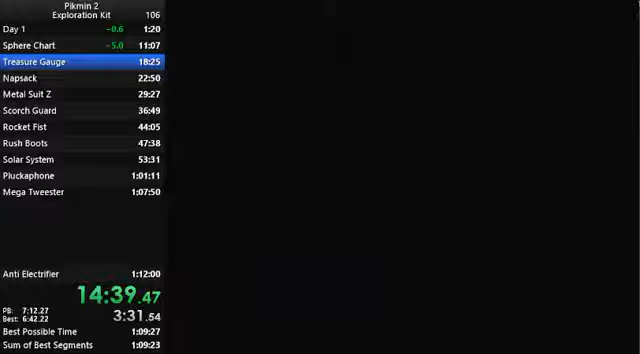 Pikmin 2
Exploration Kit 106
Day 1 -0.6 1:20
Sphere Chart -5.0 11:07
Treasure Gauge 18:25
Napsack 22:50
Metal Suit Z 29:27
Scorch Guard 36:49
Rocket Fist 44:05
Rush Boots 47:38
Solar System 53:31
Pluckaphone 1:01:11
Mega Tweester 1:07:50
Anti Electrifier 1:12:00
14:39.47
PB: 7:12.27
Best: 6:42.22
3:31.54
Best Possible Time 1:09:27
Sum of Best Segments 1:09:23